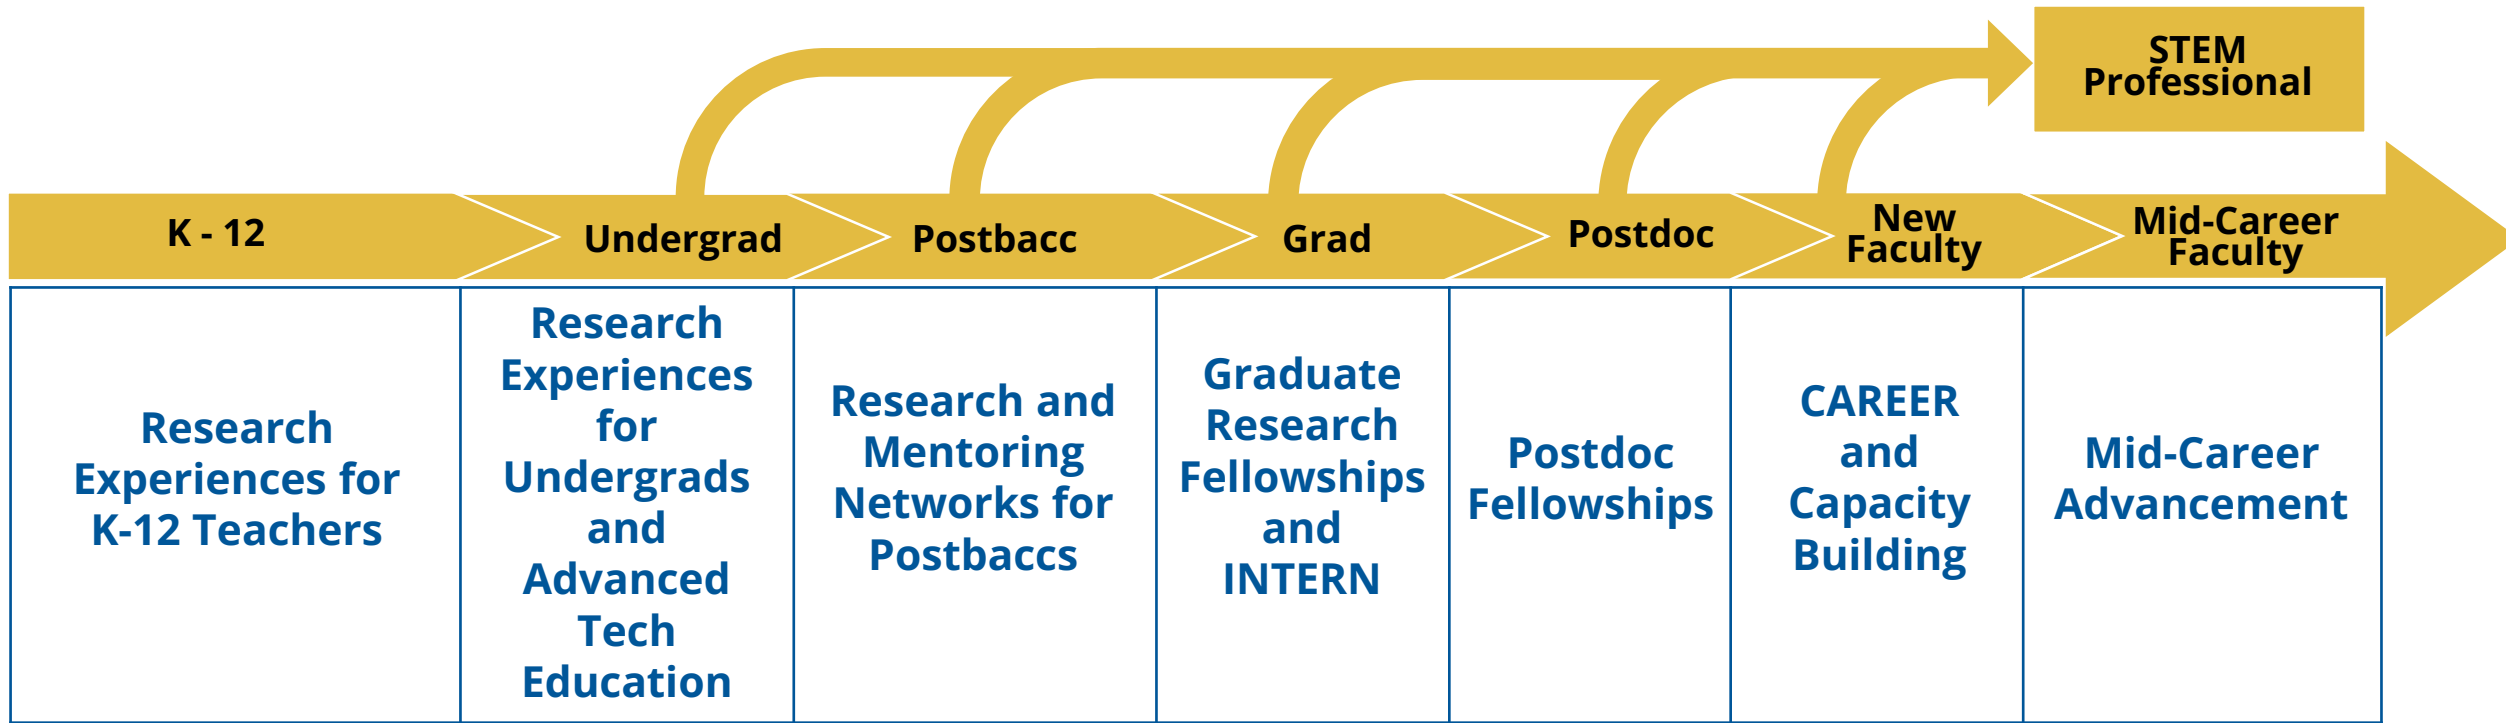 STEM
Professional
K - 12
Undergrad
Postbacc
Grad
Postdoc
New
Faculty
Mid-Career
Faculty
Research
Experiences for
K-12 Teachers
Research
Experiences
for
Undergrads
and
Advanced
Tech
Education
Research and
Mentoring
Networks for
Postbaccs
Graduate
Research
Fellowships
and
INTERN
Postdoc
Fellowships
CAREER
and
Capacity
Building
Mid-Career
Advancement